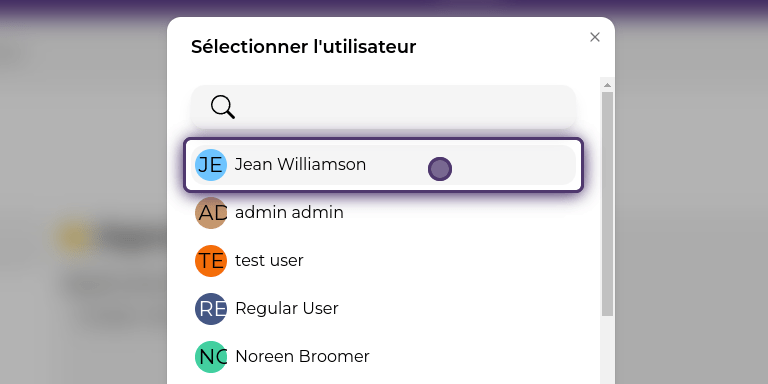 Sélectionner l'utilisateur
JE Jean Williamson
AD admin admin
TE test user
RE Regular User
NO Noreen Broomer